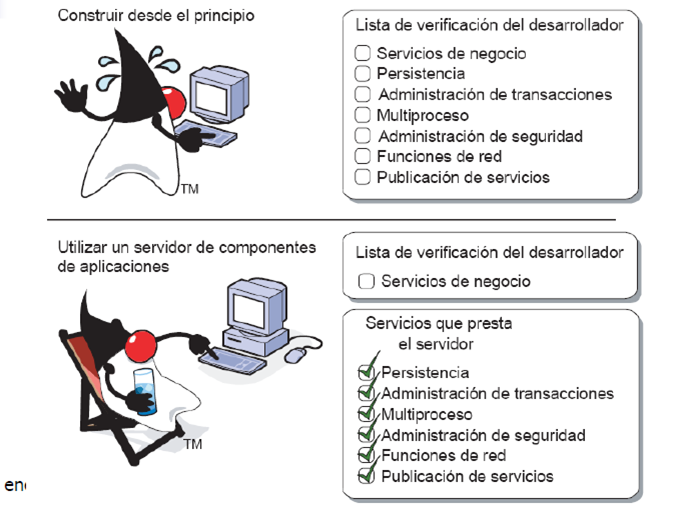 Construir desde el principio
TM
Lista de verificación del desarrollador
Servicios de negocio
Persistencia
Administración de transacciones
Multiproceso
Administración de seguridad
Funciones de red
Publicación de servicios
Utilizar un servidor de componentes
de aplicaciones
TM
Lista de verificación del desarrollador
Servicios de negocio
Servicios que presta
el servidor
Persistencia
Administración de transacciones
Multiproceso
Administración de seguridad
Funciones de red
Publicación de servicios